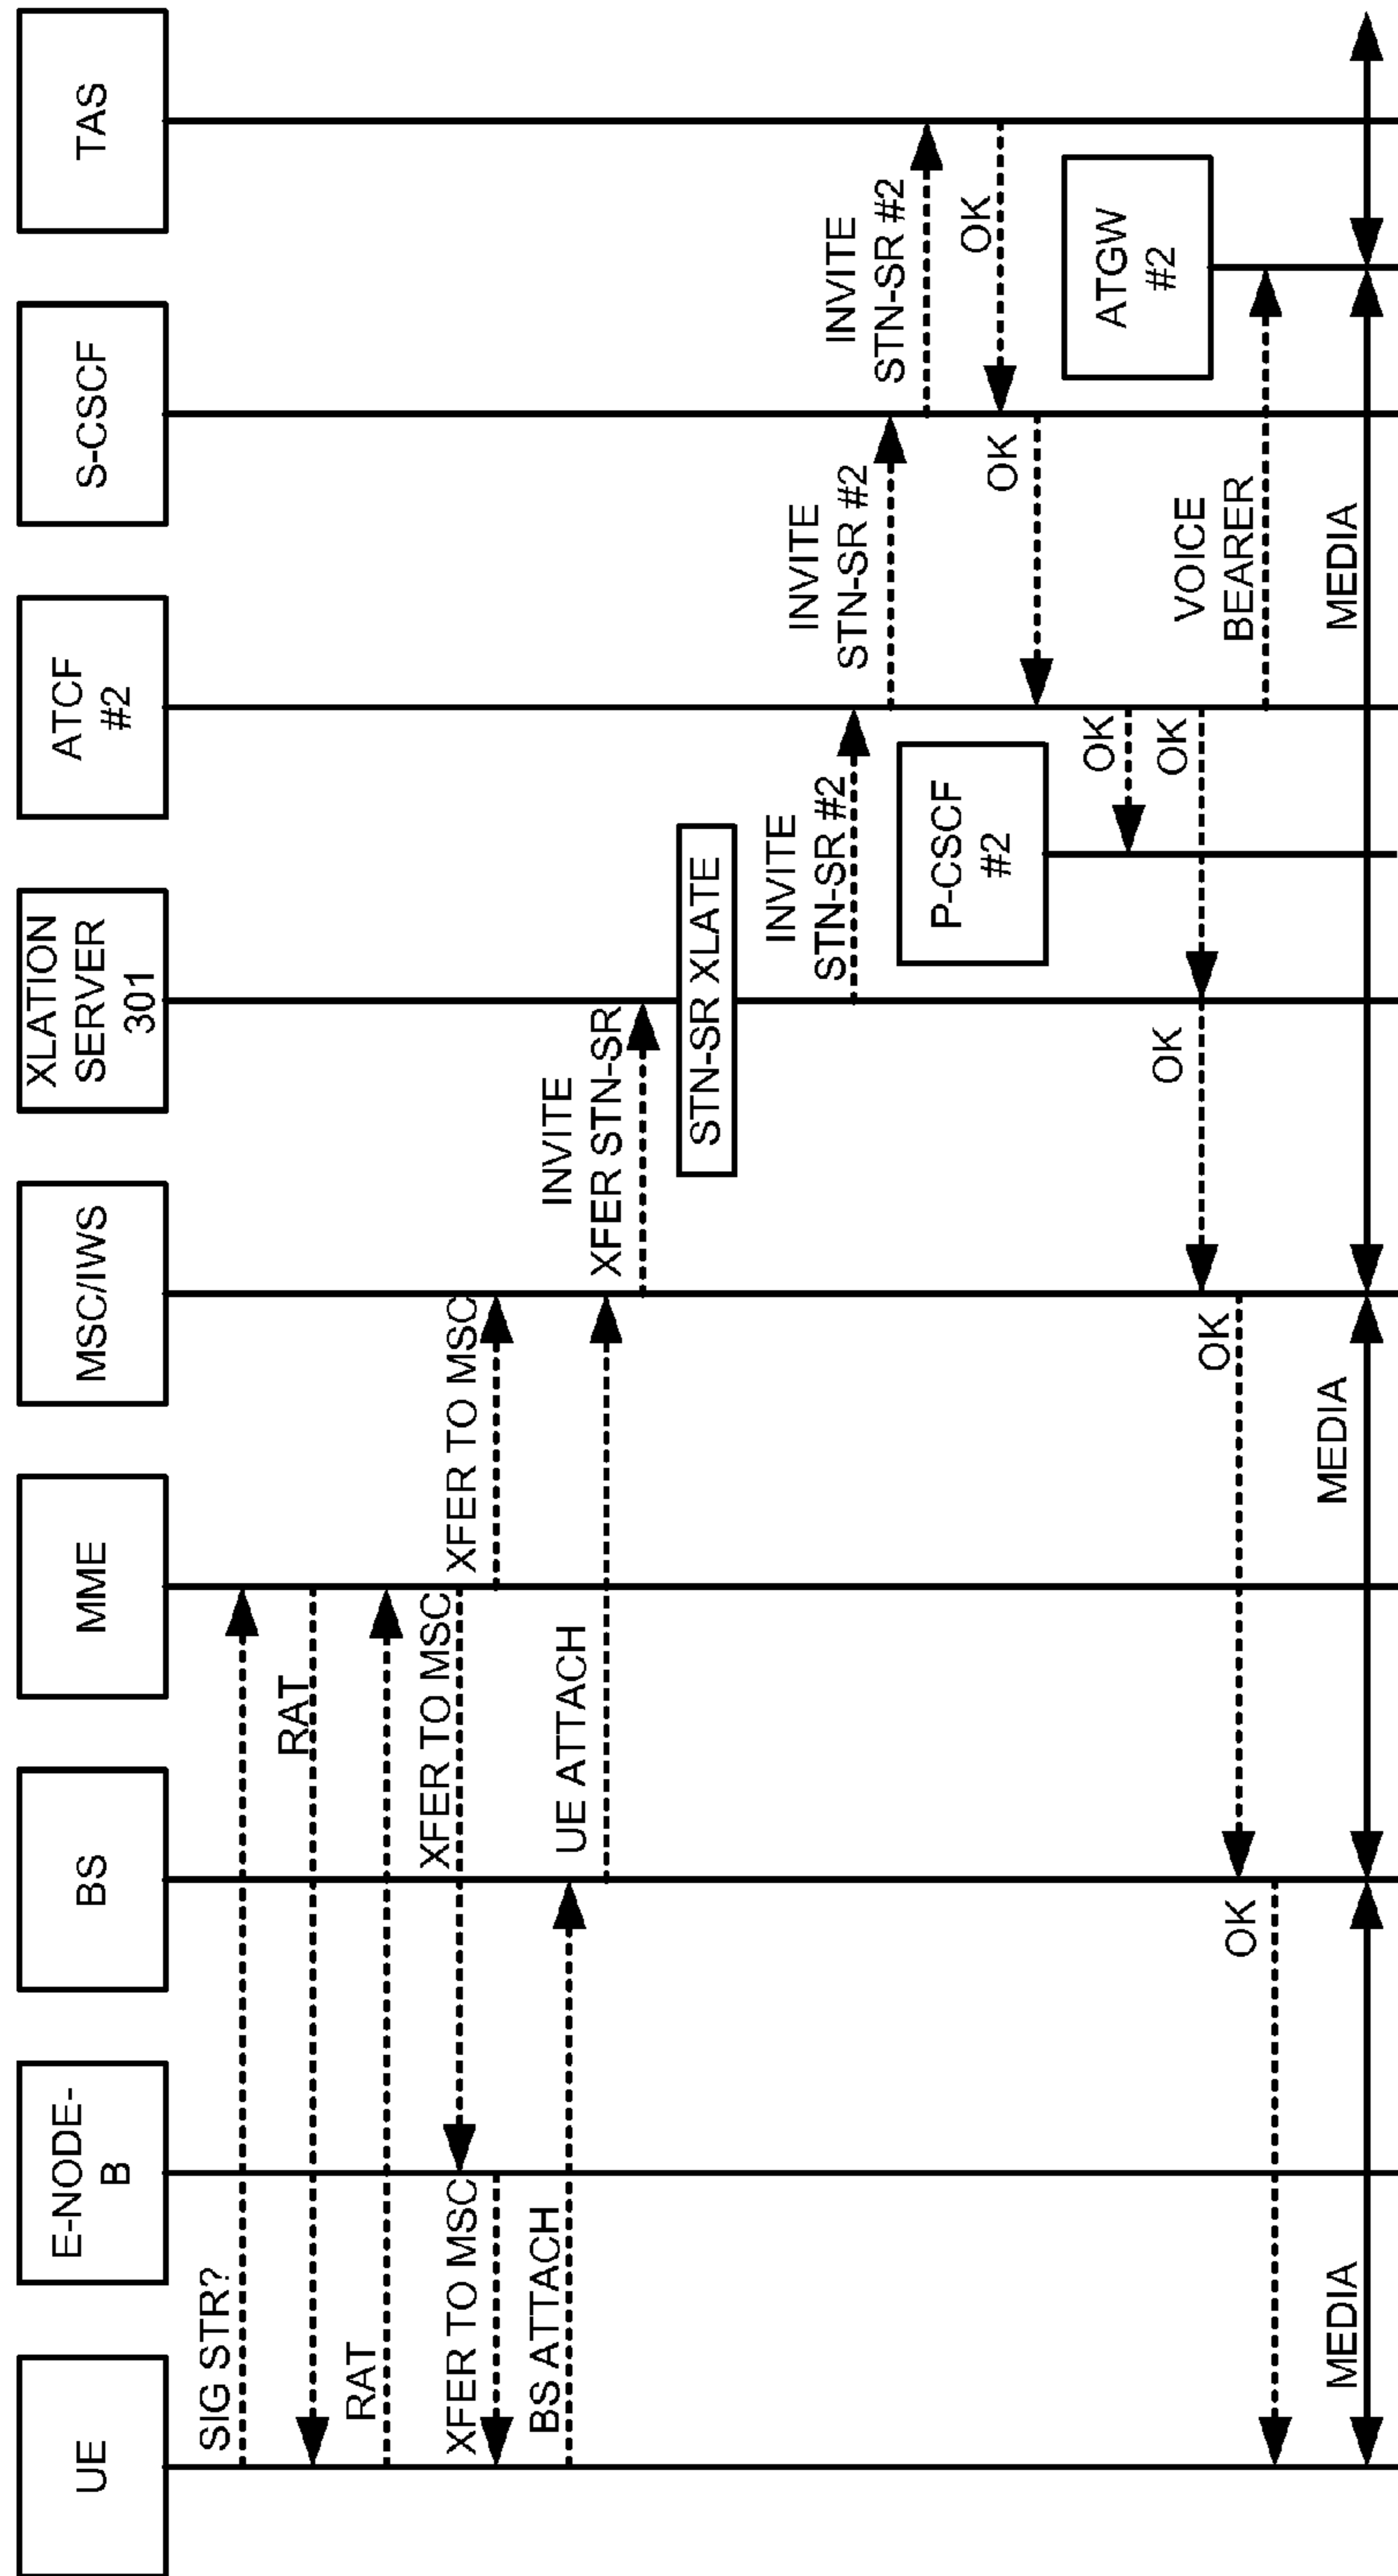 UE
E-NODE-
B
BS
MME
MSC/IWS
XLATION
SERVER
301
ATCF
#2
S-CSCF
TAS
SIG STR?
RAT
RAT
XFER TO MSC
XFER TO MSC
XFER TO MSC
BS ATTACH
UE ATTACH
INVITE
XFER STN-SR
STN-SR XLATE
INVITE
STN-SR #2
INVITE
STN-SR #2
INVITE
STN-SR #2
OK
OK
P-CSCF
#2
ATGW
#2
OK
OK
OK
OK
OK
VOICE
BEARER
MEDIA
MEDIA
MEDIA